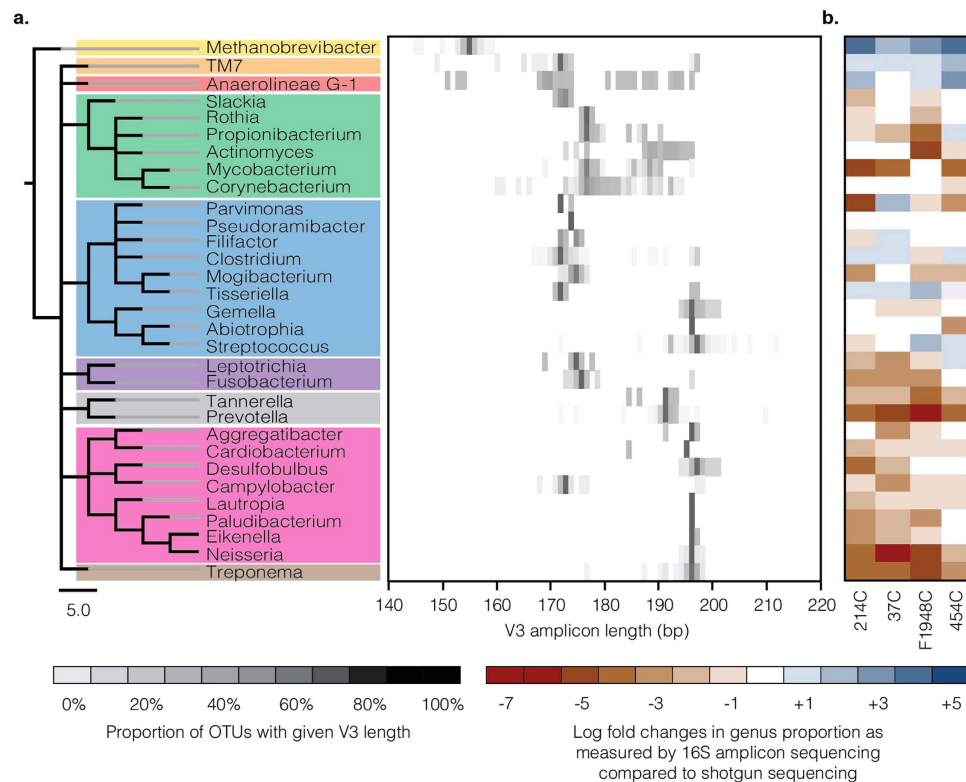 a.
b.
Methanobrevibacter
TM7
Anaerolineae G-1
Slackia
Rothia
Propionibacterium
Actinomyces
Mycobacterium
Corynebacterium
Parvimonas
Pseudoramibacter
Filifactor
Clostridium
Mogibacterium
Tisseriella
Gemella
Abiotrophia
Streptococcus
Leptotrichia
Fusobacterium
Tannerella
Prevotella
Aggregatibacter
Cardiobacterium
Desulfobulbus
Campylobacter
Lautropia
Paludibacterium
Eikenella
Neisseria
Treponema
5.0
140 150 160 170 180 190 200 210 220
V3 amplicon length (bp)
214C
37C
F1948C
454C
0% 20% 40% 60% 80% 100%
Proportion of OTUs with given V3 length
-7 -5 -3 -1 +1 +3 +5
Log fold changes in genus proportion as
measured by 16S amplicon sequencing
compared to shotgun sequencing